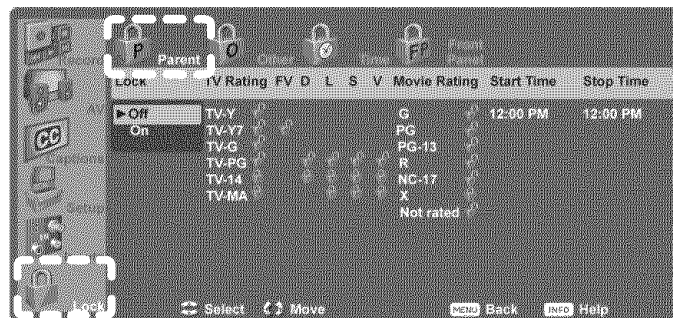 Record
P Parent
O Other
Time
FP Front Panel
Lock TV Rating FV D L S V Movie Rating Start Time Stop Time
AV
►Off TV-Y G 12:00 PM 12:00 PM
On TV-Y7 PG
CC TV-G PG-13
Captions TV-PG R
TV-14 NC-17
Setup TV-MA X
Not rated
Lock Select Move MENU Back INFO Help